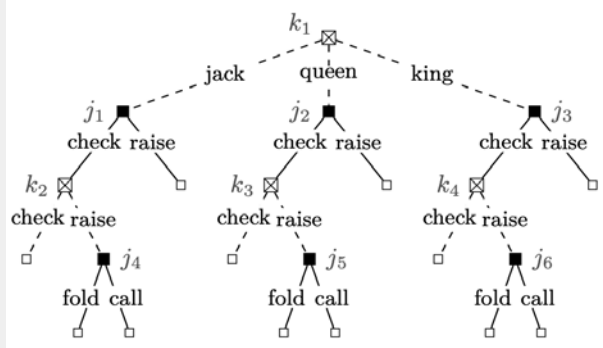 k1
jack queen king
j1 j2 j3
check raise check raise check raise
k2 k3 k4
check raise check raise check raise
j4 j5 j6
fold call fold call fold call